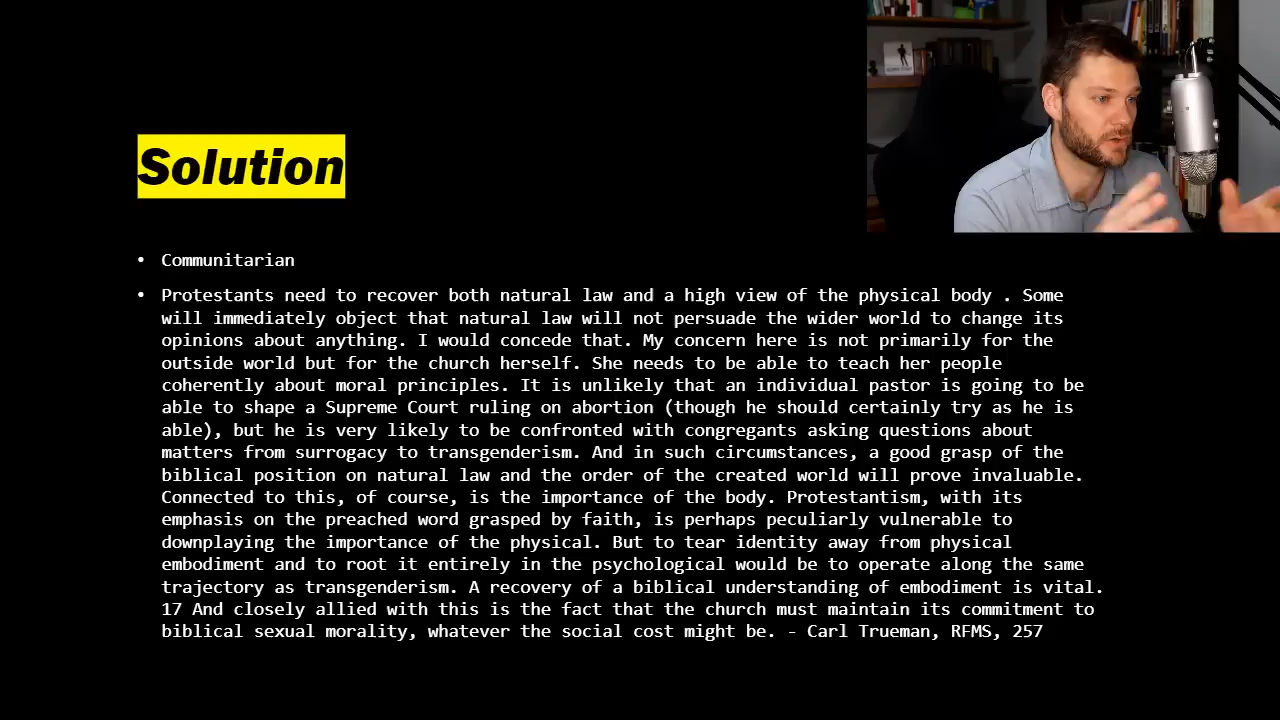 Solution
• Communitarian
• Protestants need to recover both natural law and a high view of the physical body . Some
will immediately object that natural law will not persuade the wider world to change its
opinions about anything. I would concede that. My concern here is not primarily for the
outside world but for the church herself. She needs to be able to teach her people
coherently about moral principles. It is unlikely that an individual pastor is going to be
able to shape a Supreme Court ruling on abortion (though he should certainly try as he is
able), but he is very likely to be confronted with congregants asking questions about
matters from surrogacy to transgenderism. And in such circumstances, a good grasp of the
biblical position on natural law and the order of the created world will prove invaluable.
Connected to this, of course, is the importance of the body. Protestantism, with its
emphasis on the preached word grasped by faith, is perhaps peculiarly vulnerable to
downplaying the importance of the physical. But to tear identity away from physical
embodiment and to root it entirely in the psychological would be to operate along the same
trajectory as transgenderism. A recovery of a biblical understanding of embodiment is vital.
17 And closely allied with this is the fact that the church must maintain its commitment to
biblical sexual morality, whatever the social cost might be. - Carl Trueman, RFMS, 257